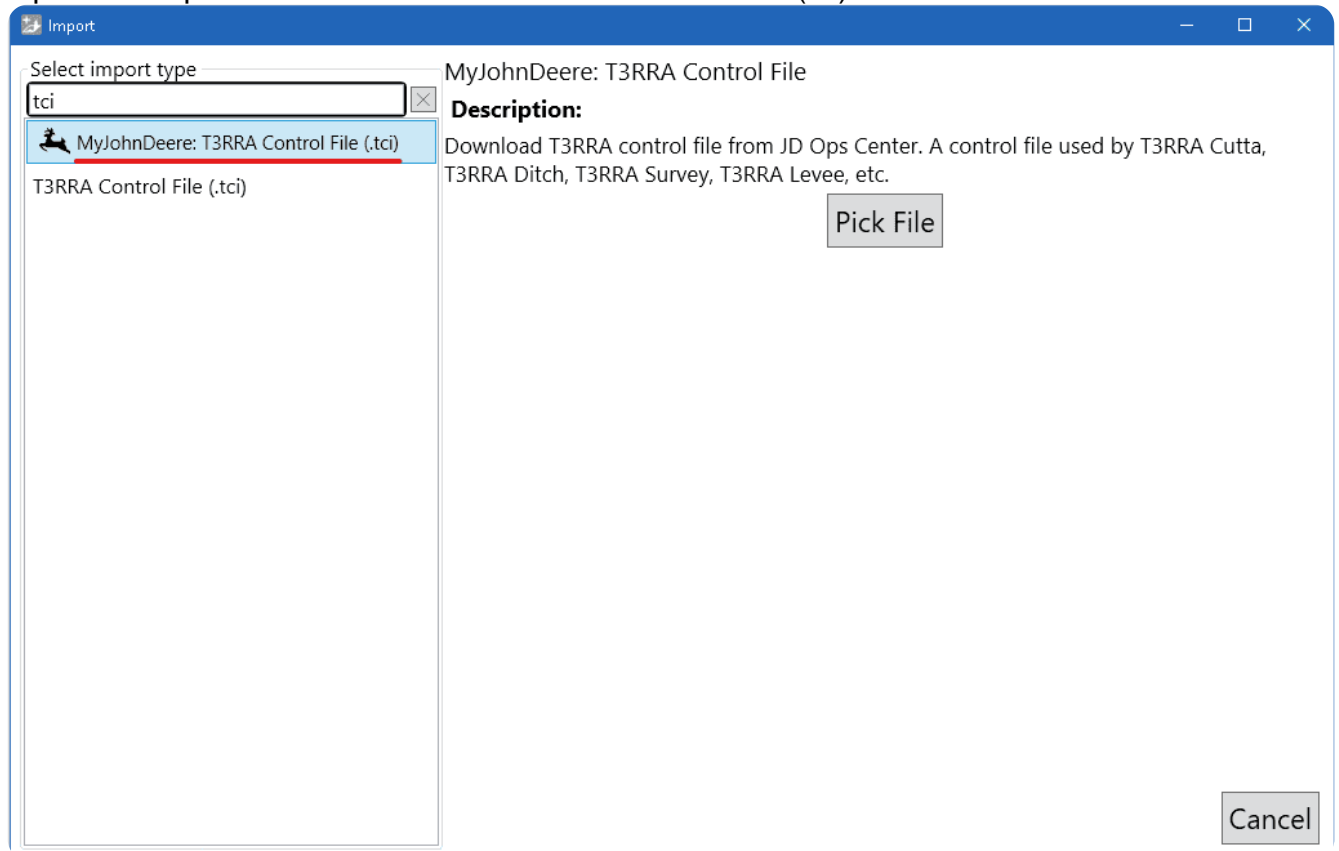 Import
Select import type
tci
MyJohnDeere: T3RRA Control File (.tci)
T3RRA Control File (.tci)
MyJohnDeere: T3RRA Control File
Description:
Download T3RRA control file from JD Ops Center. A control file used by T3RRA Cutta,
T3RRA Ditch, T3RRA Survey, T3RRA Levee, etc.
Pick File
Cancel